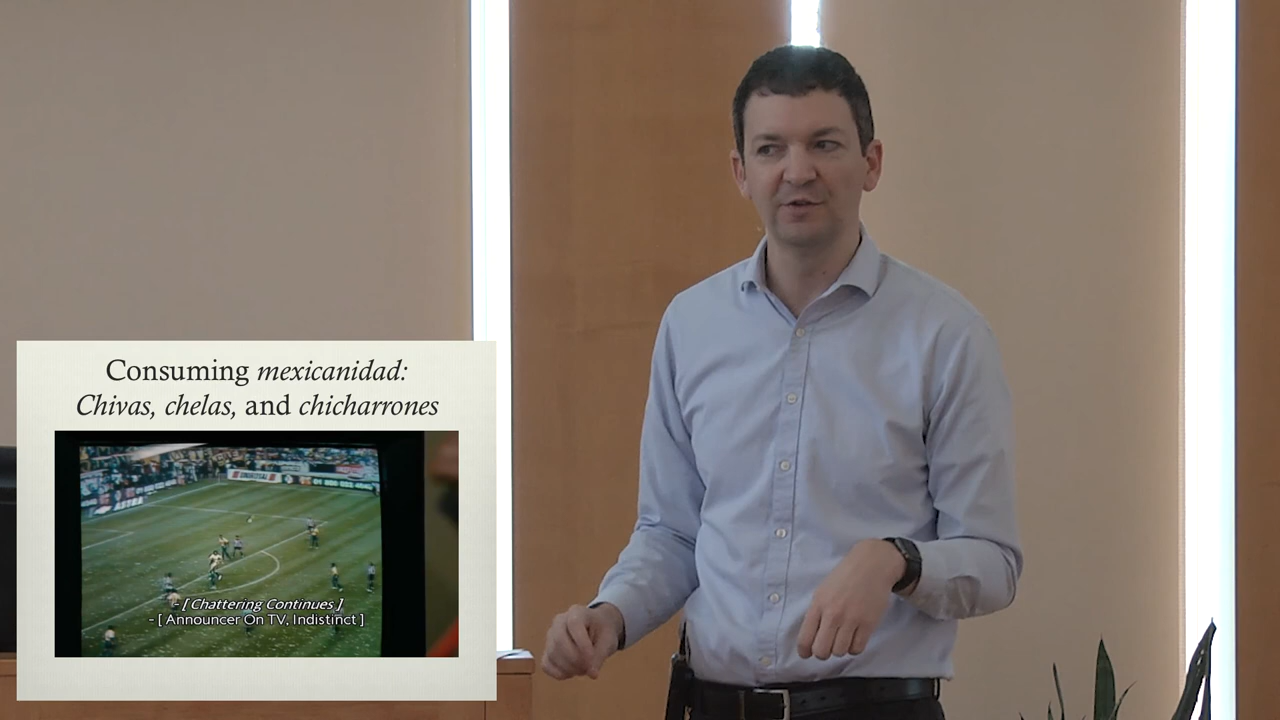 Consuming mexicanidad:
Chivas, chelas, and chicharrones
- [ Chattering Continues ]
- [ Announcer On TV, Indistinct ]